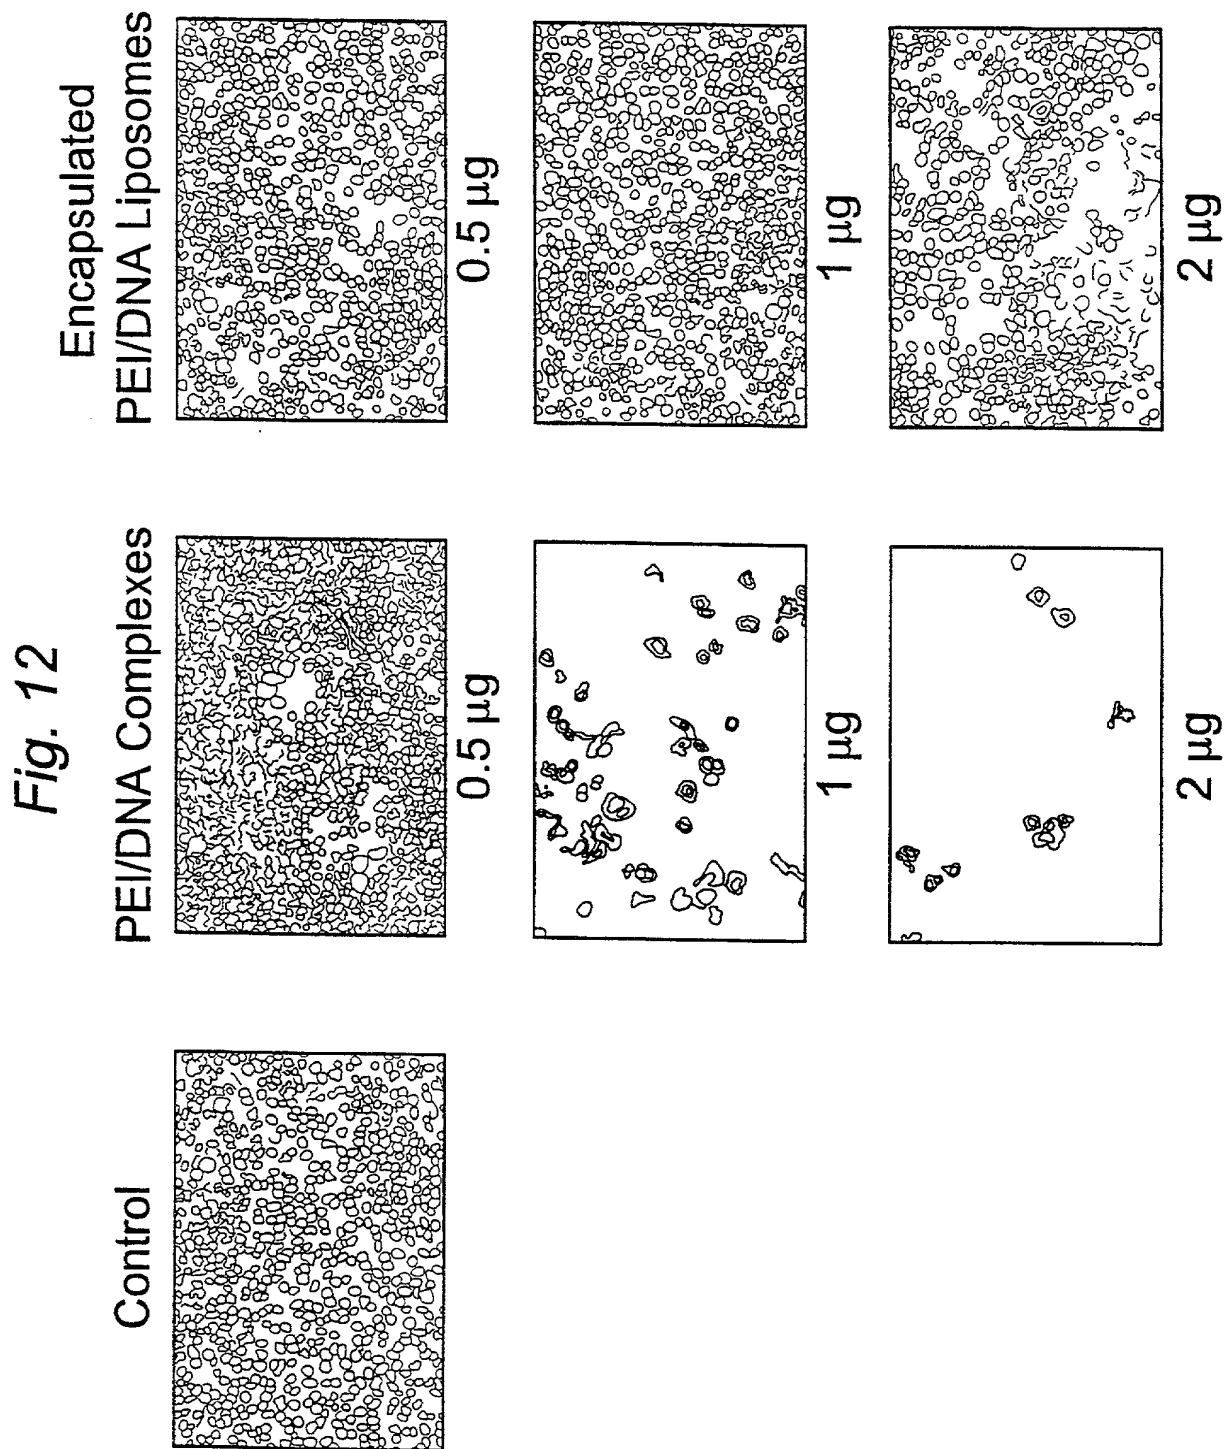 Fig. 12
Control
PEI/DNA Complexes
Encapsulated
PEI/DNA Liposomes
0.5 µg
0.5 µg
1 µg
1 µg
2 µg
2 µg